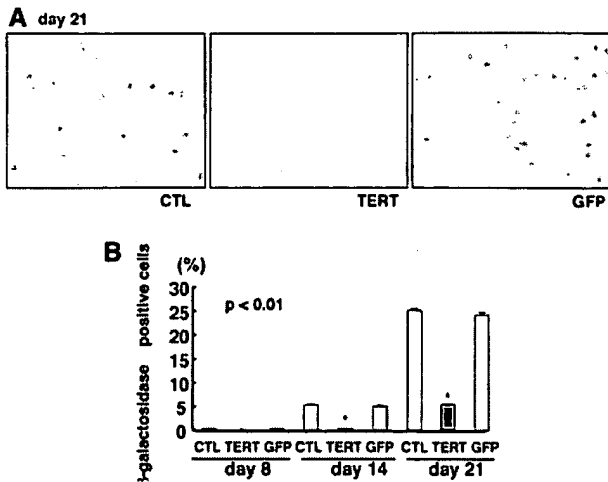 A day 21
CTL TERT GFP
B
(%)
β-galactosidase positive cells
30
25
20
15
10
5
0
p < 0.01
CTL TERT GFP CTL TERT GFP CTL TERT GFP
day 8 day 14 day 21